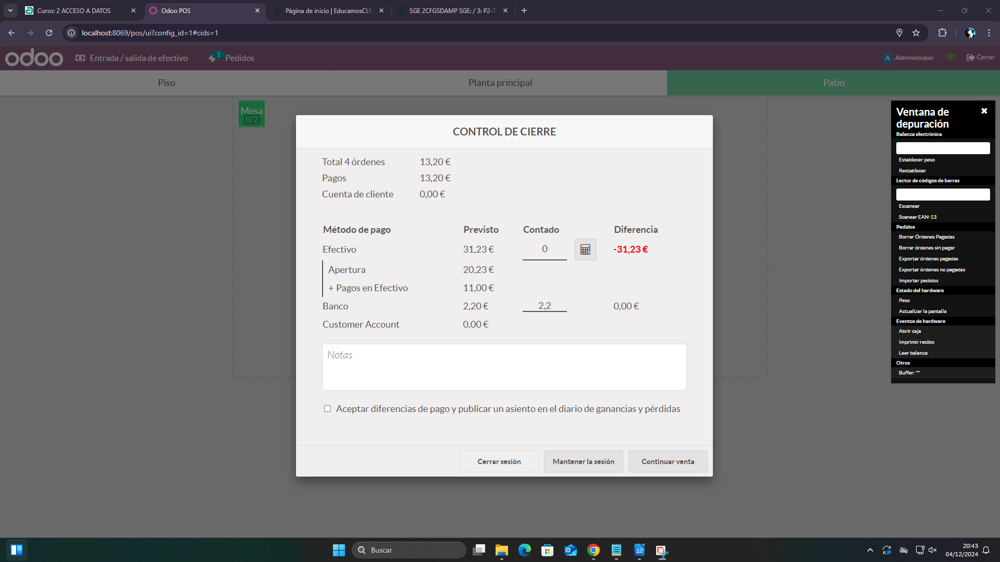 Curso: 2 ACCESO A DATOS
Odoo POS
Página de inicio | EducamosCLM
SGE 2CFGSDAMP SGE: / 3: P2-T
localhost:8069/pos/ui?config_id=1#cids=1
odoo
Entrada / salida de efectivo
1
Pedidos
A
Administrator
Cerrar
Piso
Planta principal
Patio
Mesa
0/2
CONTROL DE CIERRE
Total 4 órdenes 13,20 €
Pagos 13,20 €
Cuenta de cliente 0,00 €
Método de pago Previsto Contado Diferencia
Efectivo 31,23 € 0 -31,23 €
Apertura 20,23 €
+ Pagos en Efectivo 11,00 €
Banco 2,20 € 2,2 0,00 €
Customer Account 0,00 €
Notas
Aceptar diferencias de pago y publicar un asiento en el diario de ganancias y pérdidas
Cerrar sesión
Mantener la sesión
Continuar venta
Ventana de
depuración
Balanza electrónica
Establecer peso
Restablecer
Lector de códigos de barras
Escanear
Scanear EAN-13
Pedidos
Borrar Órdenes Pagadas
Borrar órdenes sin pagar
Exportar órdenes pagadas
Exportar órdenes no pagadas
Importar pedidos
Estado del hardware
Peso
Actualizar la pantalla
Eventos de hardware
Abrir caja
Imprimir recibo
Leer balanza
Otros
Buffer: ""
Buscar
20:43
04/12/2024